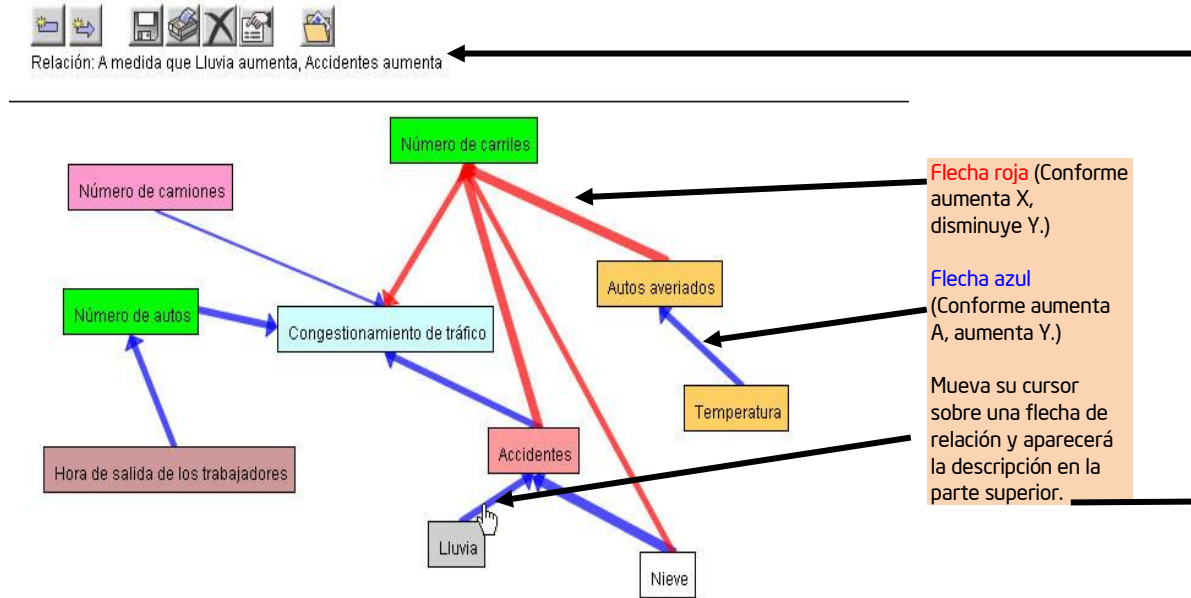 Relación: A medida que Lluvia aumenta, Accidentes aumenta
Número de carriles
Número de camiones
Flecha roja (Conforme
aumenta X,
disminuye Y.)
Autos averiados
Flecha azul
(Conforme aumenta
A, aumenta Y.)
Número de autos
Congestionamiento de tráfico
Mueva su cursor
sobre una flecha de
relación y aparecerá
la descripción en la
parte superior.
Temperatura
Accidentes
Hora de salida de los trabajadores
Lluvia
Nieve